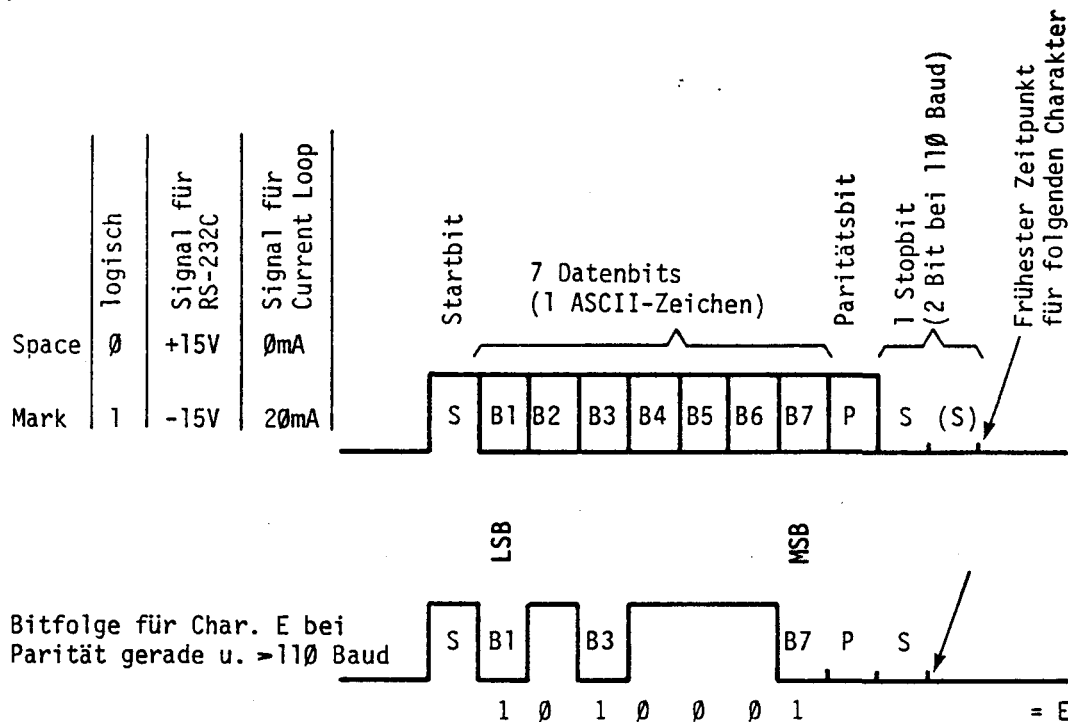 logisch
Signal für
RS-232C
Signal für
Current Loop
Space Ø +15V ØmA
Mark 1 -15V 2ØmA
Startbit
7 Datenbits
(1 ASCII-Zeichen)
Paritätsbit
1 Stopbit
(2 Bit bei 11Ø Baud)
Frühester Zeitpunkt
für folgenden Charakter
S B1 B2 B3 B4 B5 B6 B7 P S (S)
LSB MSB
Bitfolge für Char. E bei
Parität gerade u. >11Ø Baud
S B1 B3 B7 P S
1 Ø 1 Ø Ø Ø 1 = E